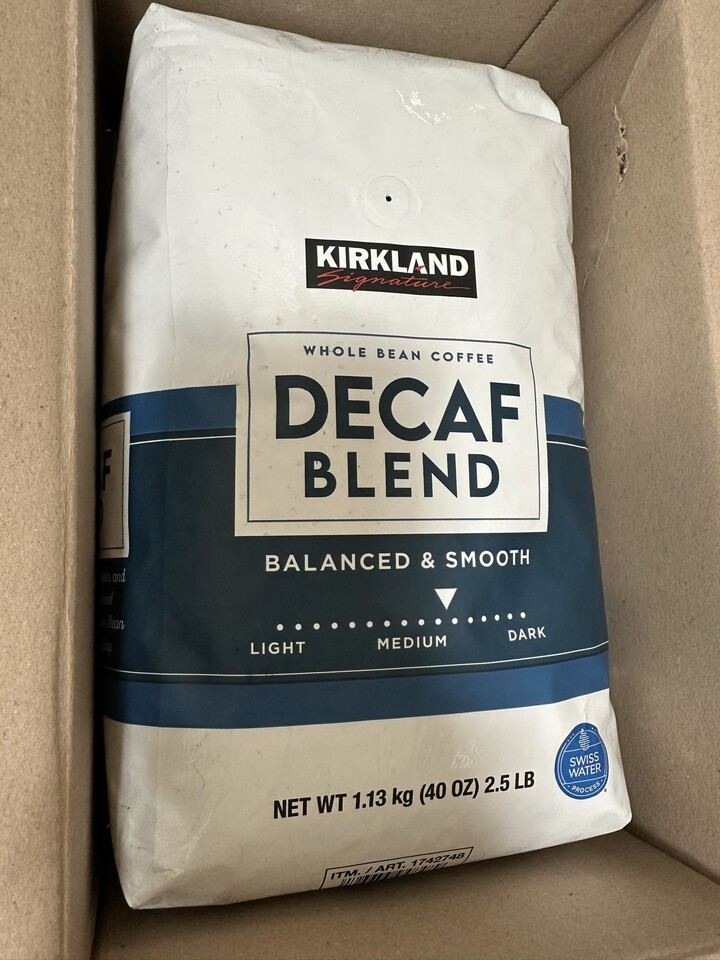 KIRKLAND
Signature
WHOLE BEAN COFFEE
DECAF
BLEND
BALANCED & SMOOTH
LIGHT MEDIUM DARK
SWISS
WATER
PROCESS
NET WT 1.13 kg (40 OZ) 2.5 LB
ITM. / ART. 1742748
F
and